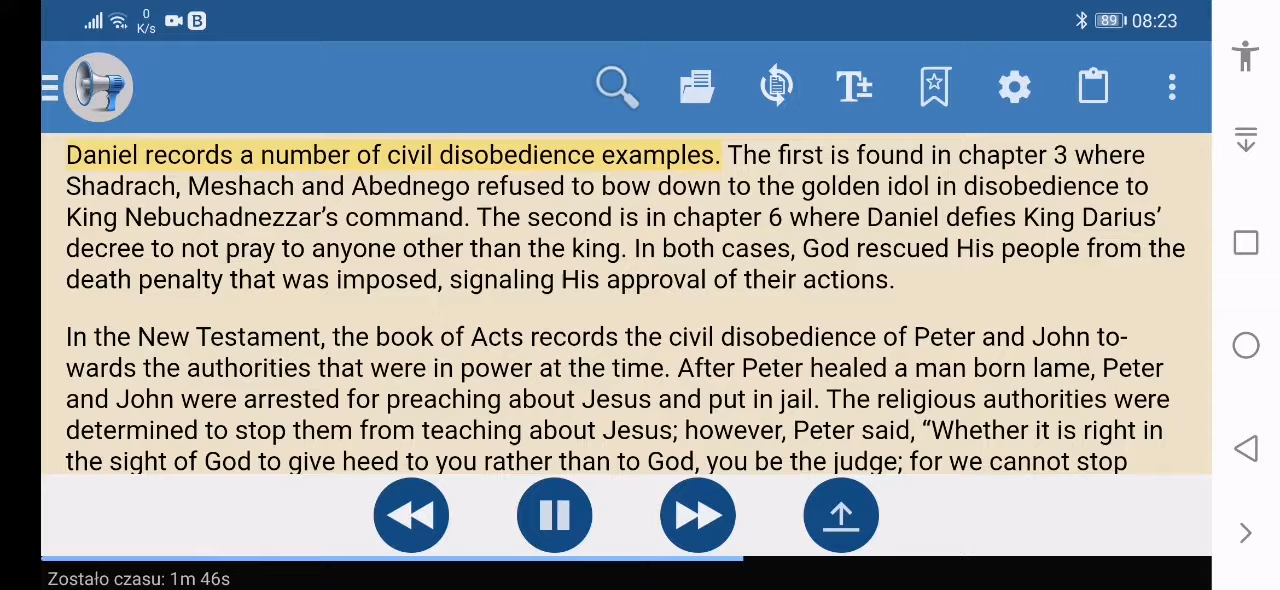 0
K/s
B
89
08:23
T±
Daniel records a number of civil disobedience examples. The first is found in chapter 3 where
Shadrach, Meshach and Abednego refused to bow down to the golden idol in disobedience to
King Nebuchadnezzar’s command. The second is in chapter 6 where Daniel defies King Darius’
decree to not pray to anyone other than the king. In both cases, God rescued His people from the
death penalty that was imposed, signaling His approval of their actions.
In the New Testament, the book of Acts records the civil disobedience of Peter and John to-
wards the authorities that were in power at the time. After Peter healed a man born lame, Peter
and John were arrested for preaching about Jesus and put in jail. The religious authorities were
determined to stop them from teaching about Jesus; however, Peter said, “Whether it is right in
the sight of God to give heed to you rather than to God, you be the judge; for we cannot stop
Zostało czasu: 1m 46s